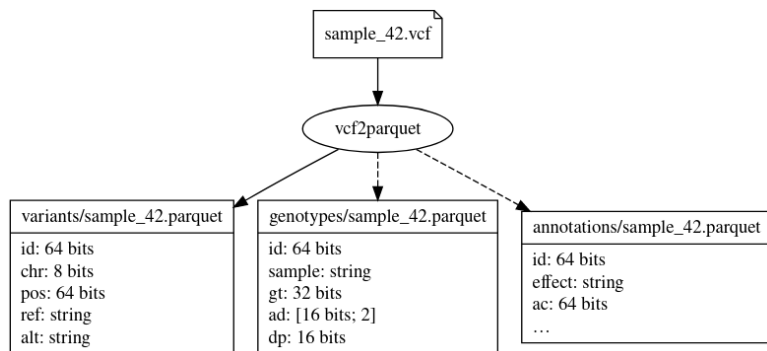 sample_42.vcf
vcf2parquet
variants/sample_42.parquet
id: 64 bits
chr: 8 bits
pos: 64 bits
ref: string
alt: string
genotypes/sample_42.parquet
id: 64 bits
sample: string
gt: 32 bits
ad: [16 bits; 2]
dp: 16 bits
annotations/sample_42.parquet
id: 64 bits
effect: string
ac: 64 bits
…